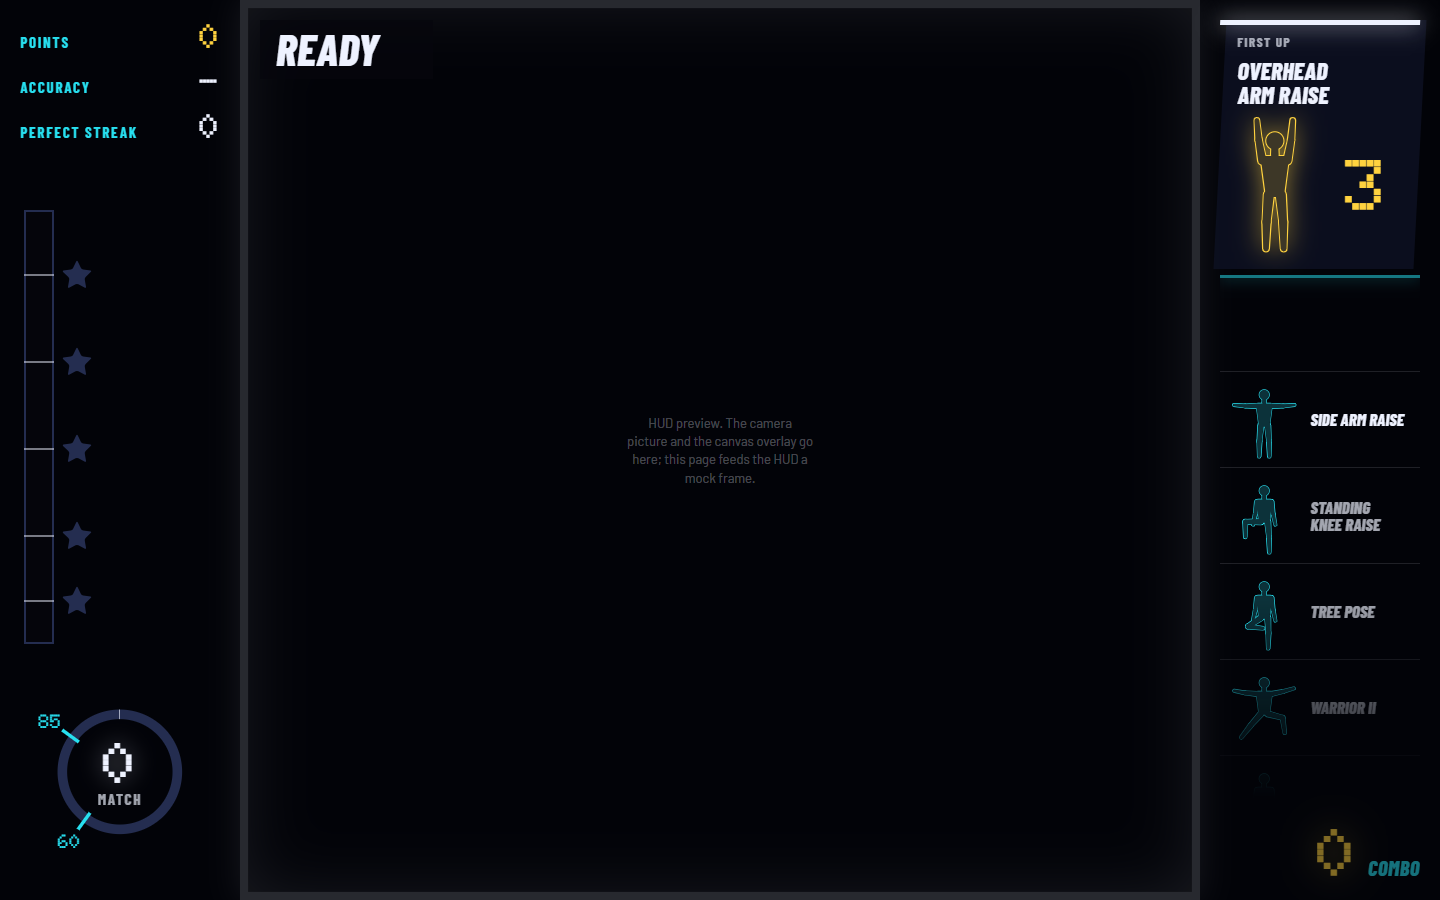 POINTS 0
ACCURACY –
PERFECT STREAK 0
85
0
MATCH
60
READY
HUD preview. The camera
picture and the canvas overlay go
here; this page feeds the HUD a
mock frame.
FIRST UP
OVERHEAD
ARM RAISE
3
SIDE ARM RAISE
STANDING
KNEE RAISE
TREE POSE
WARRIOR II
0 COMBO